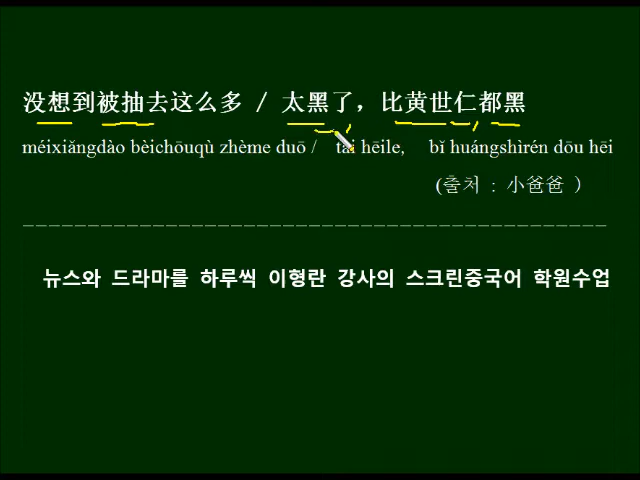 没想到被抽去这么多 / 太黑了，比黄世仁都黑
méixiǎngdào bèichōuqù zhème duō / tài hēile, bǐ huángshìrén dōu hēi
(출처 : 小爸爸 )
뉴스와 드라마를 하루씩 이형란 강사의 스크린중국어 학원수업